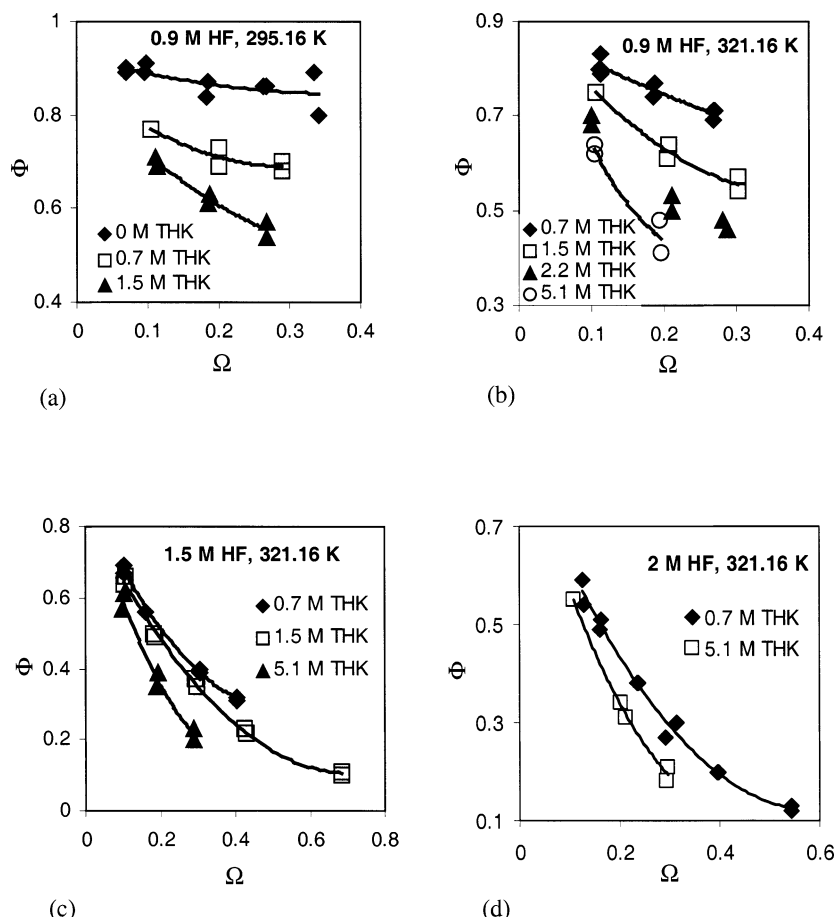 0.9 M HF, 295.16 K
1
0.8
0.6
0.4
Φ
0 M THK
0.7 M THK
1.5 M THK
0 0.1 0.2 0.3 0.4
Ω
(a)
0.9 M HF, 321.16 K
0.9
0.7
0.5
0.3
Φ
0.7 M THK
1.5 M THK
2.2 M THK
5.1 M THK
0 0.1 0.2 0.3 0.4
Ω
(b)
1.5 M HF, 321.16 K
0.8
0.6
0.4
0.2
0
Φ
0.7 M THK
1.5 M THK
5.1 M THK
0 0.2 0.4 0.6 0.8
Ω
(c)
2 M HF, 321.16 K
0.7
0.5
0.3
0.1
Φ
0.7 M THK
5.1 M THK
0 0.2 0.4 0.6
Ω
(d)